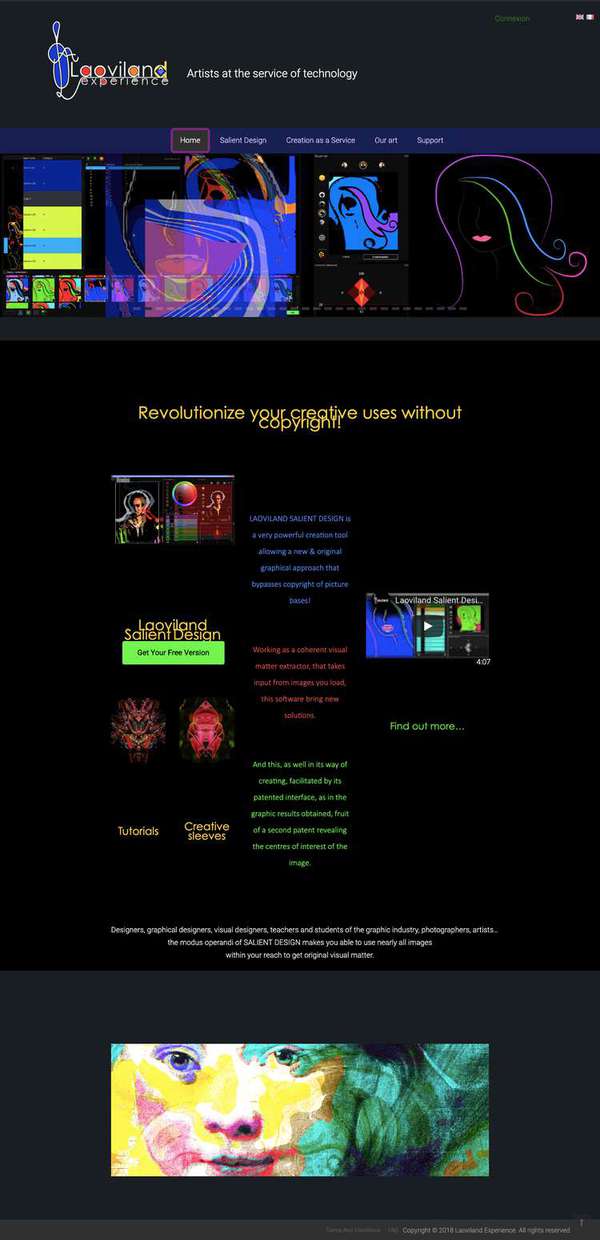 Connexion
Laoviland
experience
Artists at the service of technology
Home
Salient Design
Creation as a Service
Our art
Support
Revolutionize your creative uses without
copyright!
LAOVILAND SALIENT DESIGN is
a very powerful creation tool
allowing a new & original
graphical approach that
bypasses copyright of picture
bases!
Laoviland Salient Desi...
4:07
Laoviland
Salient Design
Get Your Free Version
Working as a coherent visual
matter extractor, that takes
input from images you load,
this software bring new
solutions.
Find out more...
And this, as well in its way of
creating, facilitated by its
patented interface, as in the
graphic results obtained, fruit
of a second patent revealing
the centres of interest of the
image.
Tutorials
Creative
sleeves
Designers, graphical designers, visual designers, teachers and students of the graphic industry, photographers, artists...
the modus operandi of SALIENT DESIGN makes you able to use nearly all images
within your reach to get original visual matter.
Terms And Conditions
FAQ
Copyright © 2018 Laoviland Experience. All rights reserved.